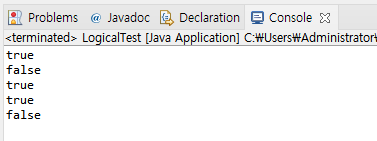 Problems @ Javadoc Declaration Console
<terminated> LogicalTest [Java Application] C:₩Users₩Administrator₩
true
false
true
true
false